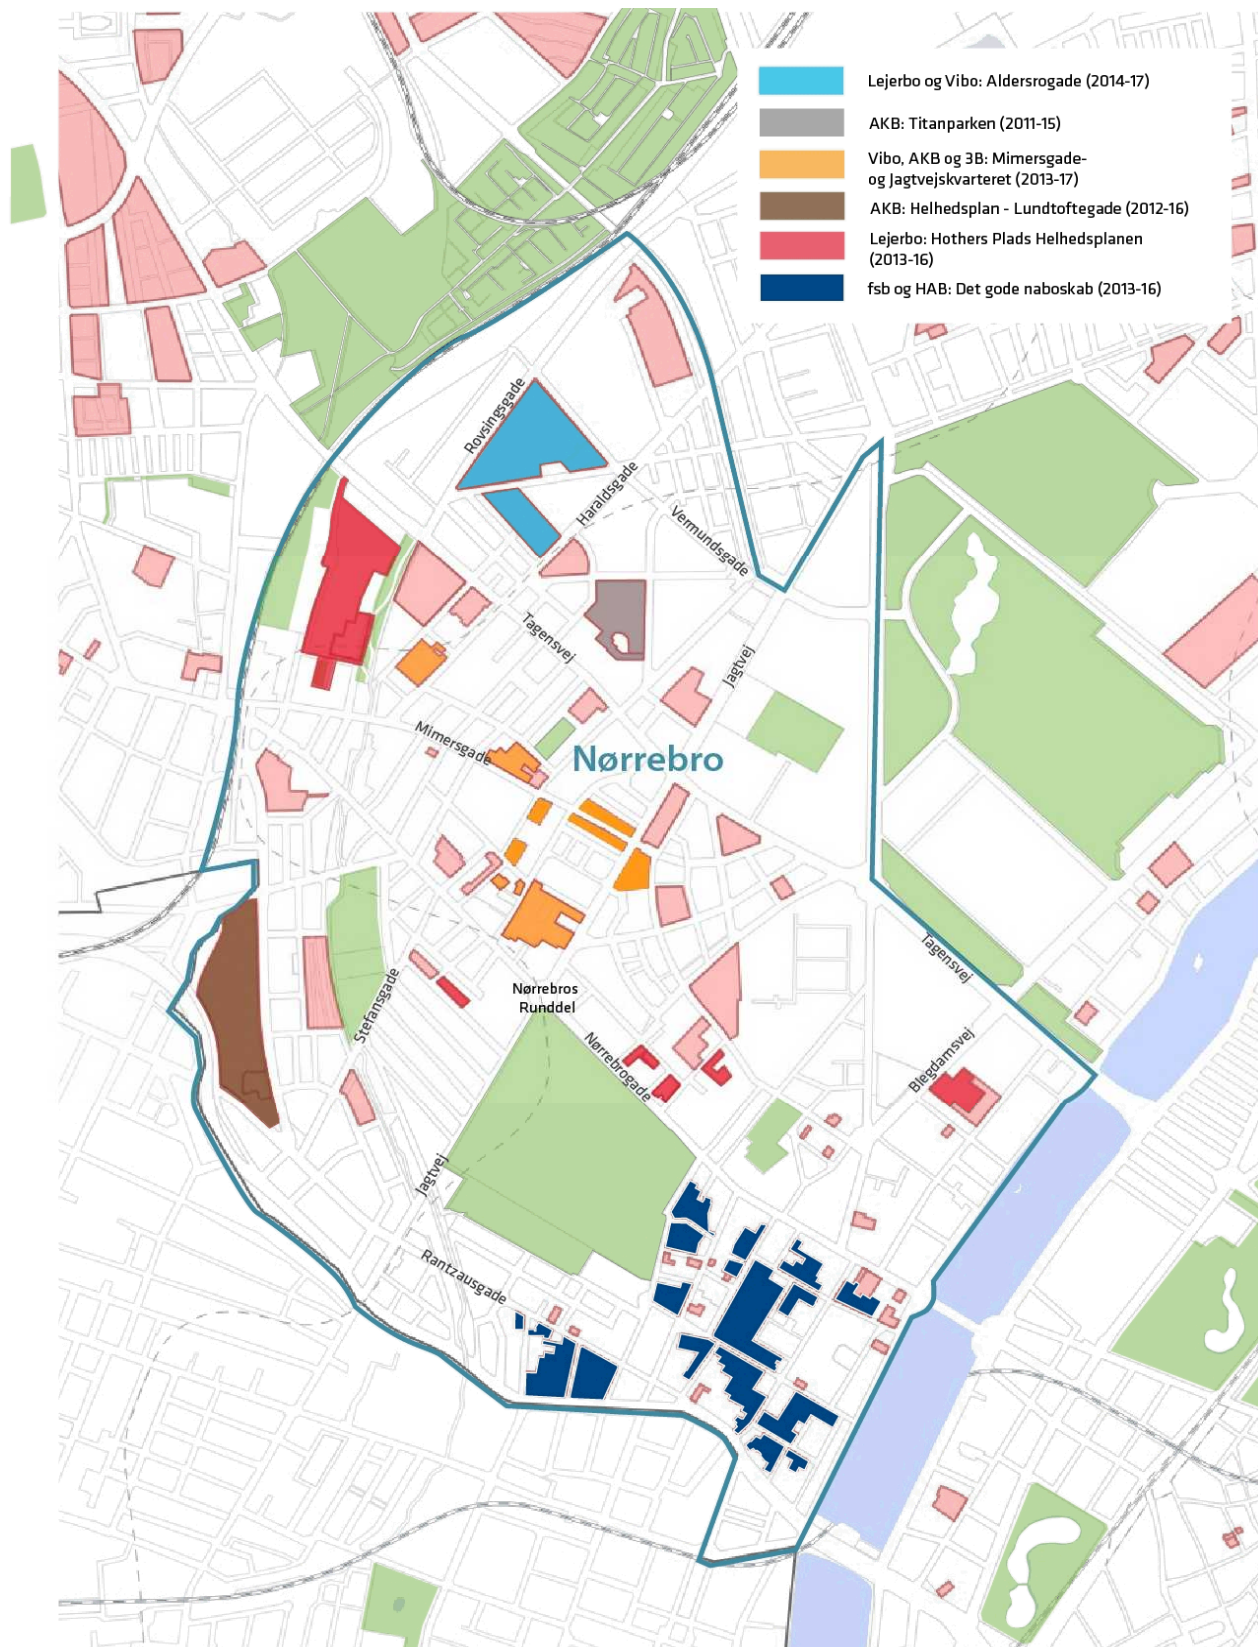 Lejerbo og Vibo: Aldersrogade (2014-17)
AKB: Titanparken (2011-15)
Vibo, AKB og 3B: Mimersgade-
og Jagtvejskvarteret (2013-17)
AKB: Helhedsplan - Lundtoftegade (2012-16)
Lejerbo: Hothers Plads Helhedsplanen
(2013-16)
fsb og HAB: Det gode naboskab (2013-16)
Rovsingsgade
Haraldsgade
Vermundsgade
Tagensvej
Jagtvej
Mimersgade
Nørrebro
Tagensvej
Stefansgade
Nørrebros
Runddel
Nørrebrogade
Blegdamsvej
Jagtvej
Rantzausgade